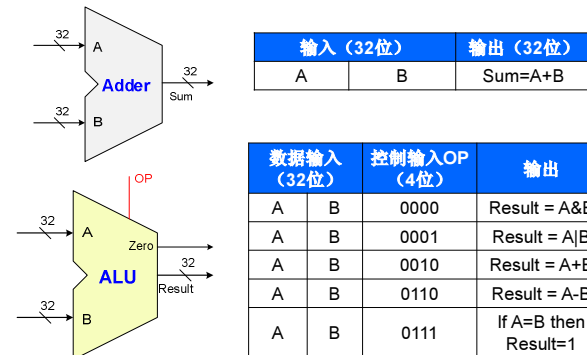 32
A
Adder
32
Sum
32
B
输入（32位）
输出（32位）
A
B
Sum=A+B
OP
32
A
Zero
32
ALU
Result
32
B
数据输入
（32位）
控制输入OP
（4位）
输出
A
B
0000
Result = A&B
A
B
0001
Result = A|B
A
B
0010
Result = A+B
A
B
0110
Result = A-B
A
B
0111
If A=B then
Result=1